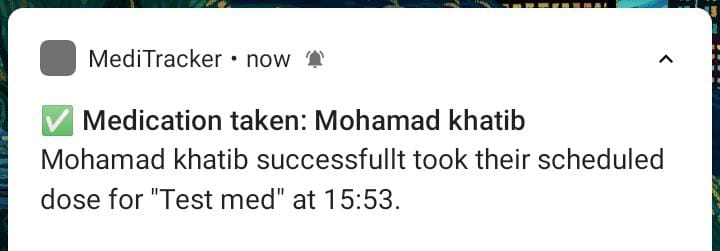 MediTracker • now
✅ Medication taken: Mohamad khatib
Mohamad khatib successfullt took their scheduled
dose for "Test med" at 15:53.